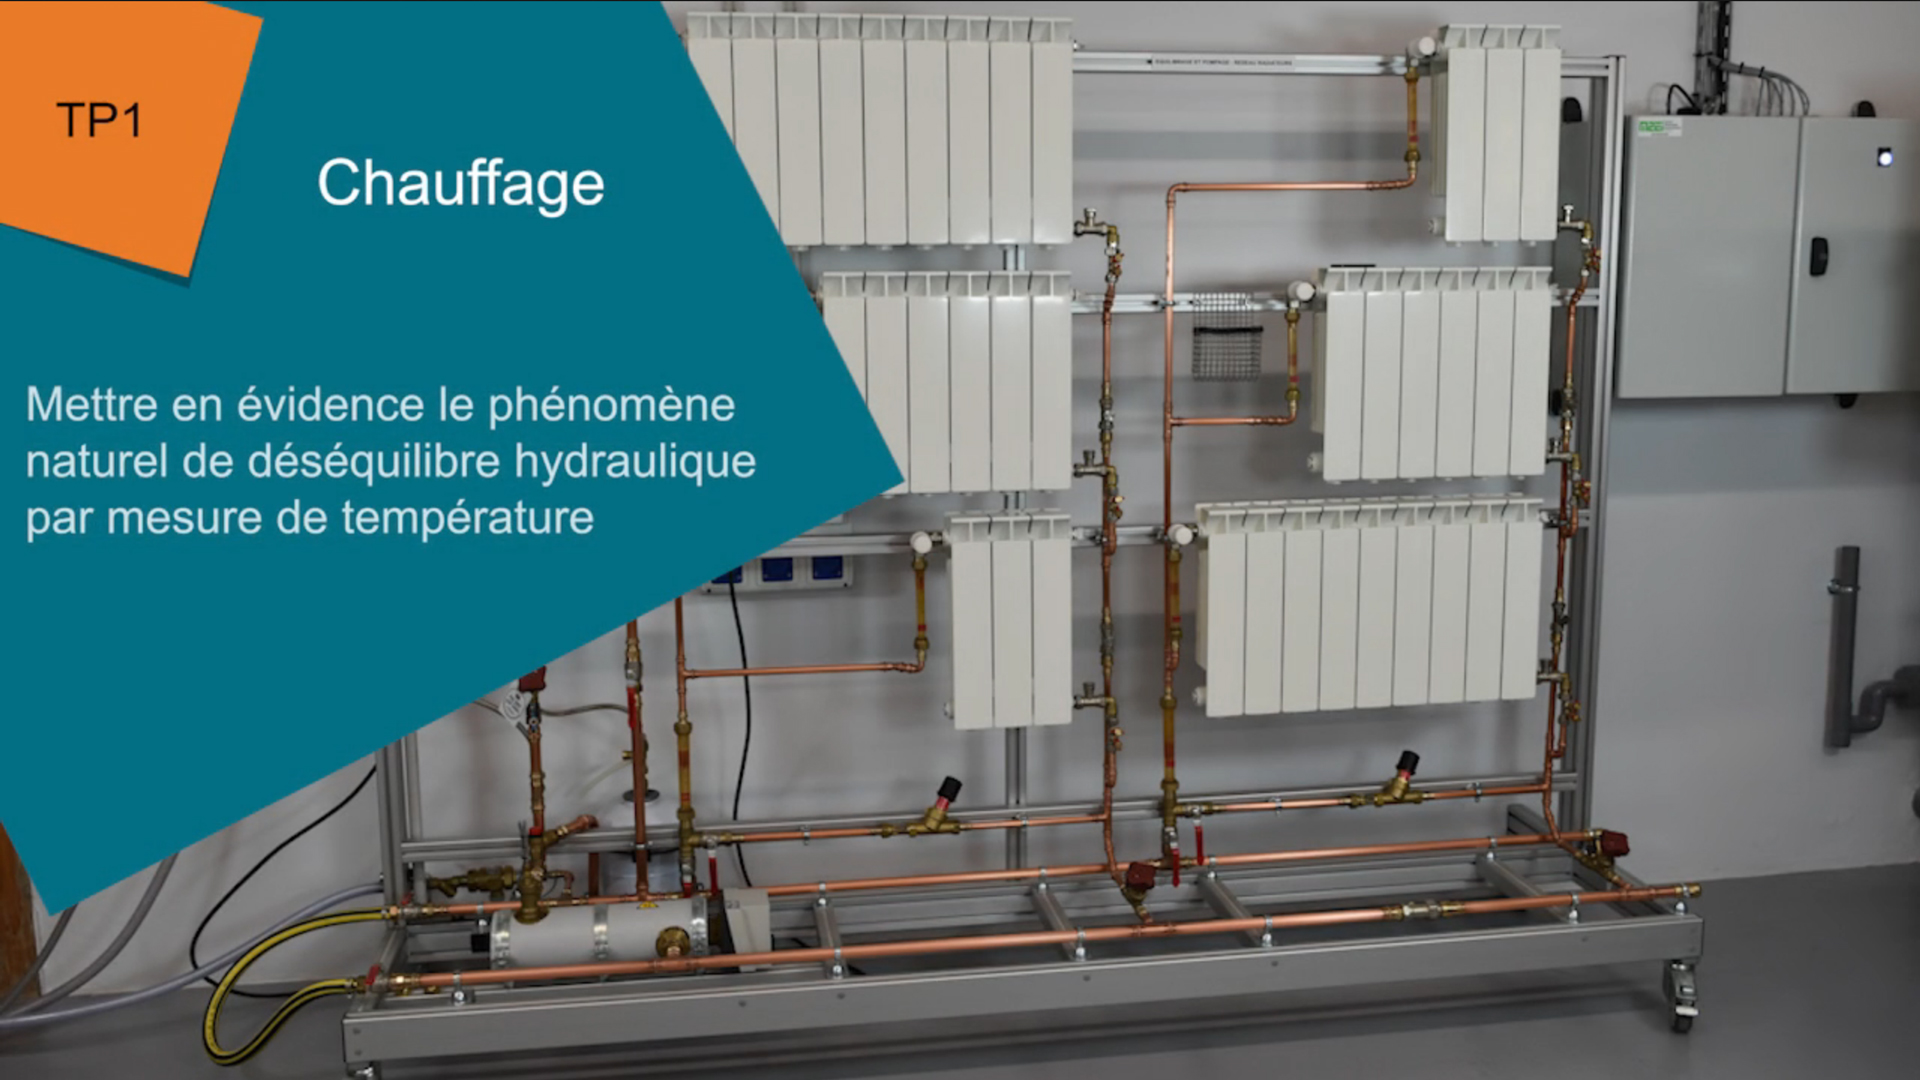 TP1
Chauffage
Mettre en évidence le phénomène
naturel de déséquilibre hydraulique
par mesure de température